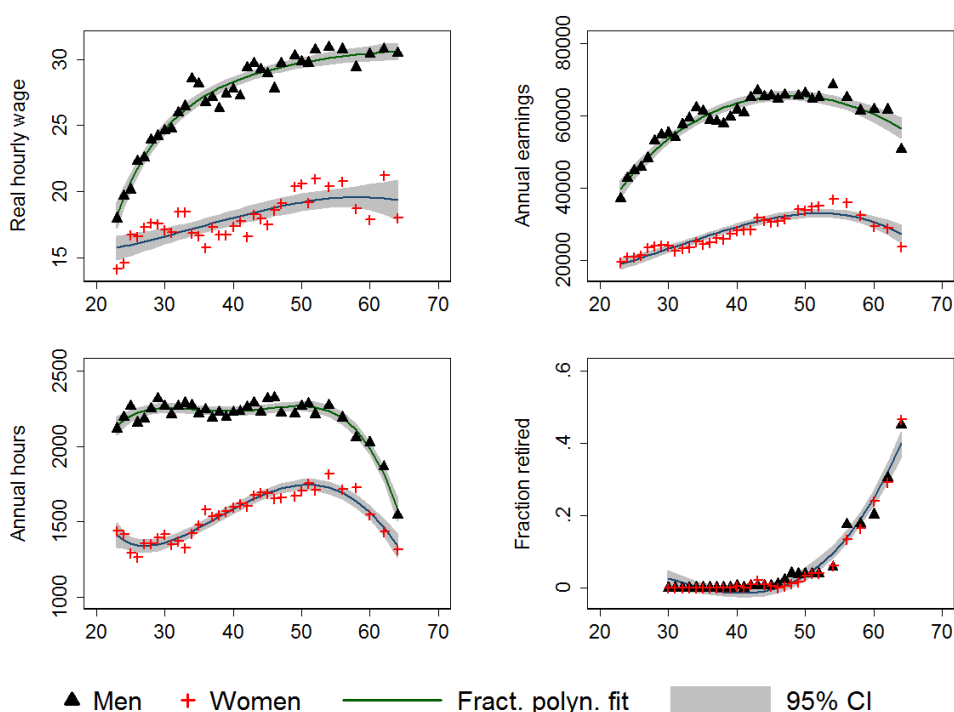 Real hourly wage
30
25
20
15
20 30 40 50 60 70
Annual earnings
80000
60000
40000
20000
20 30 40 50 60 70
Annual hours
2500
2000
1500
1000
20 30 40 50 60 70
Fraction retired
.6
.4
.2
0
20 30 40 50 60 70
Men Women Fract. polyn. fit 95% CI